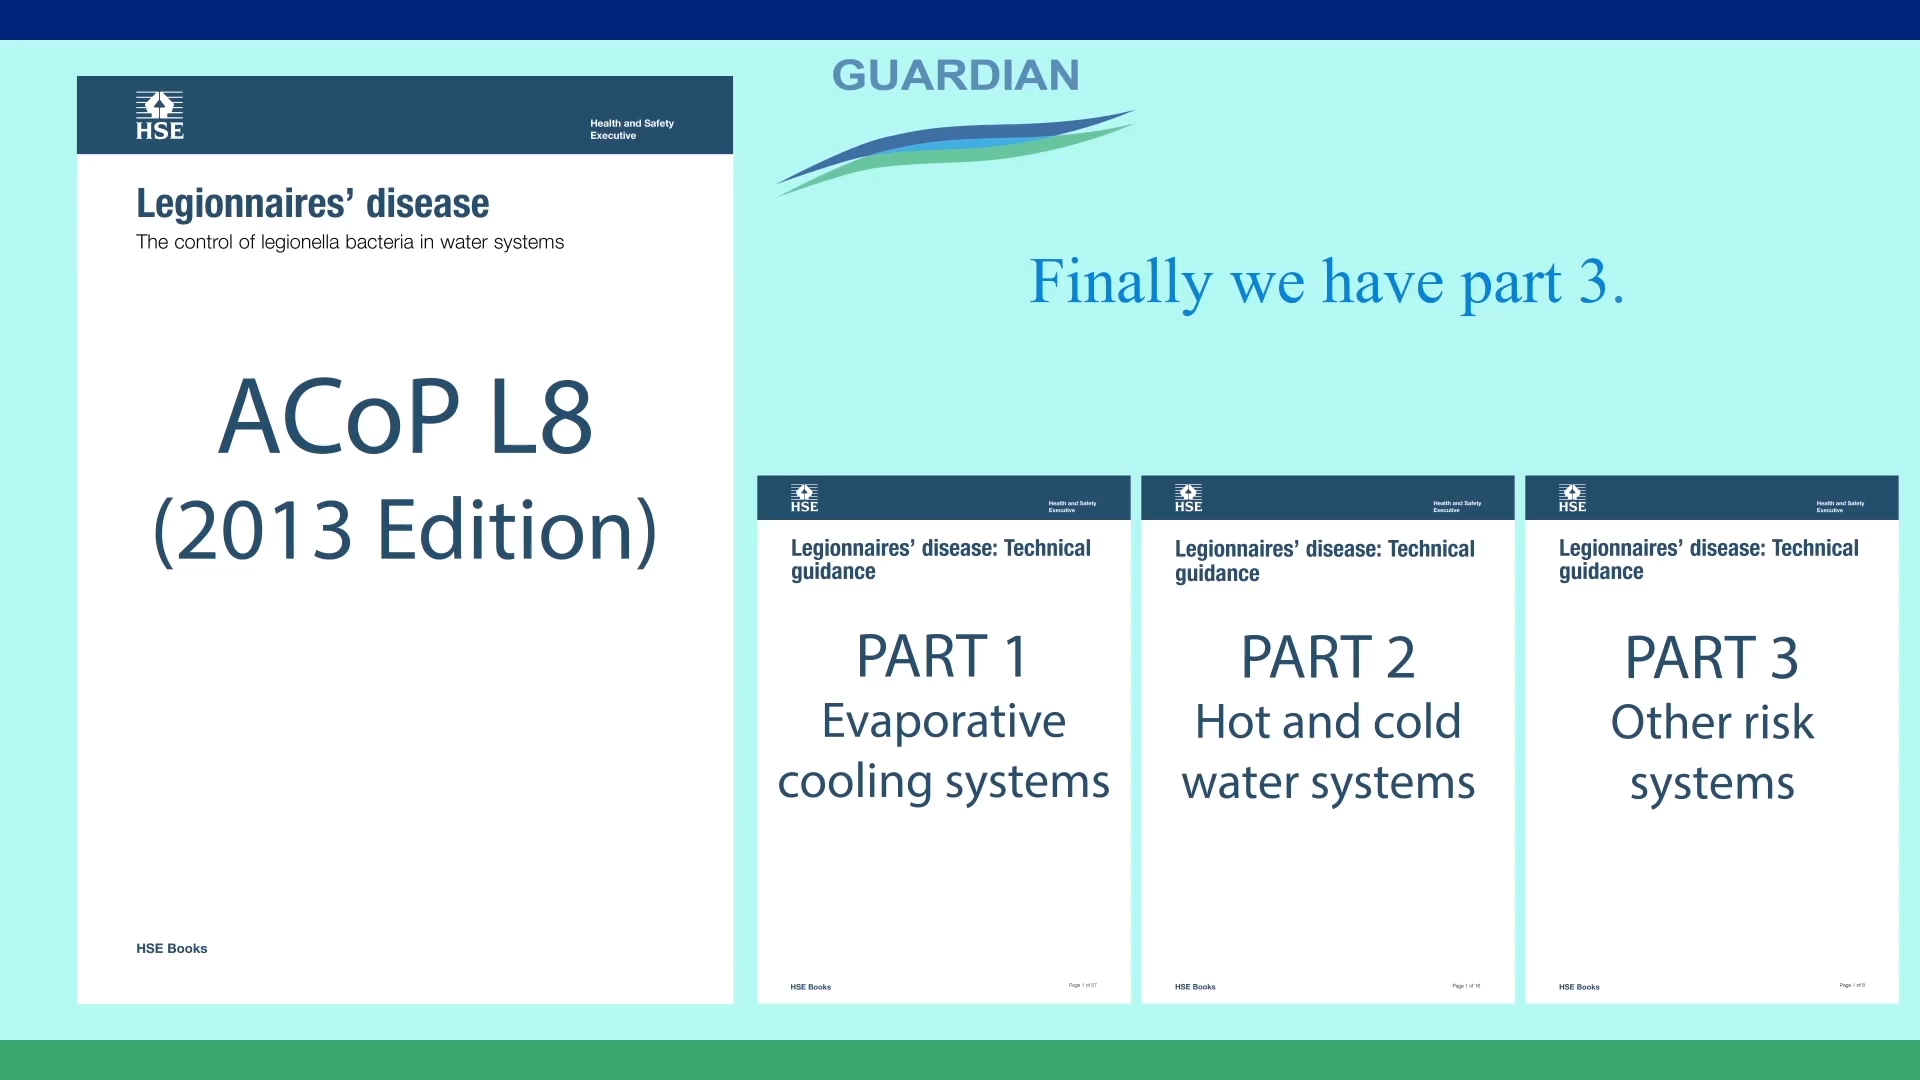 HSE
Health and Safety
Executive
Legionnaires’ disease
The control of legionella bacteria in water systems
ACoP L8
(2013 Edition)
HSE Books
GUARDIAN
Finally we have part 3.
HSE
Health and Safety
Executive
Legionnaires’ disease: Technical
guidance
PART 1
Evaporative
cooling systems
HSE Books
Page 1 of 57
HSE
Health and Safety
Executive
Legionnaires’ disease: Technical
guidance
PART 2
Hot and cold
water systems
HSE Books
HSE
Health and Safety
Executive
Legionnaires’ disease: Technical
guidance
PART 3
Other risk
systems
HSE Books